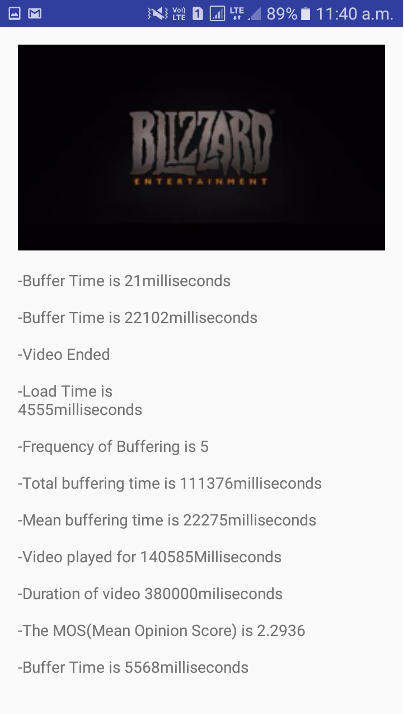 Vo) LTE 1 LTE 89% 11:40 a.m.
BLIZZARD
ENTERTAINMENT
-Buffer Time is 21milliseconds
-Buffer Time is 22102milliseconds
-Video Ended
-Load Time is
4555milliseconds
-Frequency of Buffering is 5
-Total buffering time is 111376milliseconds
-Mean buffering time is 22275milliseconds
-Video played for 140585Milliseconds
-Duration of video 380000miliseconds
-The MOS(Mean Opinion Score) is 2.2936
-Buffer Time is 5568milliseconds